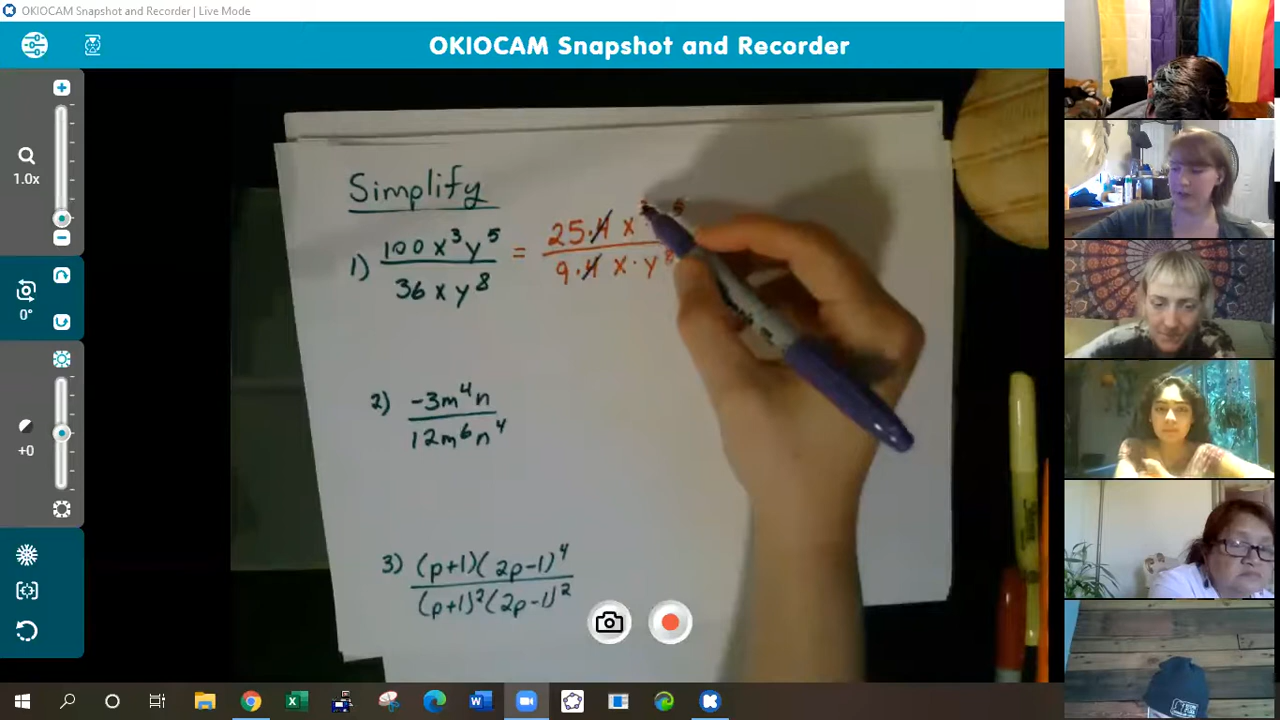 OKIOCAM Snapshot and Recorder | Live Mode
OKIOCAM Snapshot and Recorder
1.0x
0°
+0
Simplify
1) 100x³y⁵ / 36xy⁸ = 25·4 x / 9·4 x·y⁸
2) -3m⁴n / 12m⁶n⁴
3) (p+1)(2p-1)⁴ / (p+1)²(2p-1)²